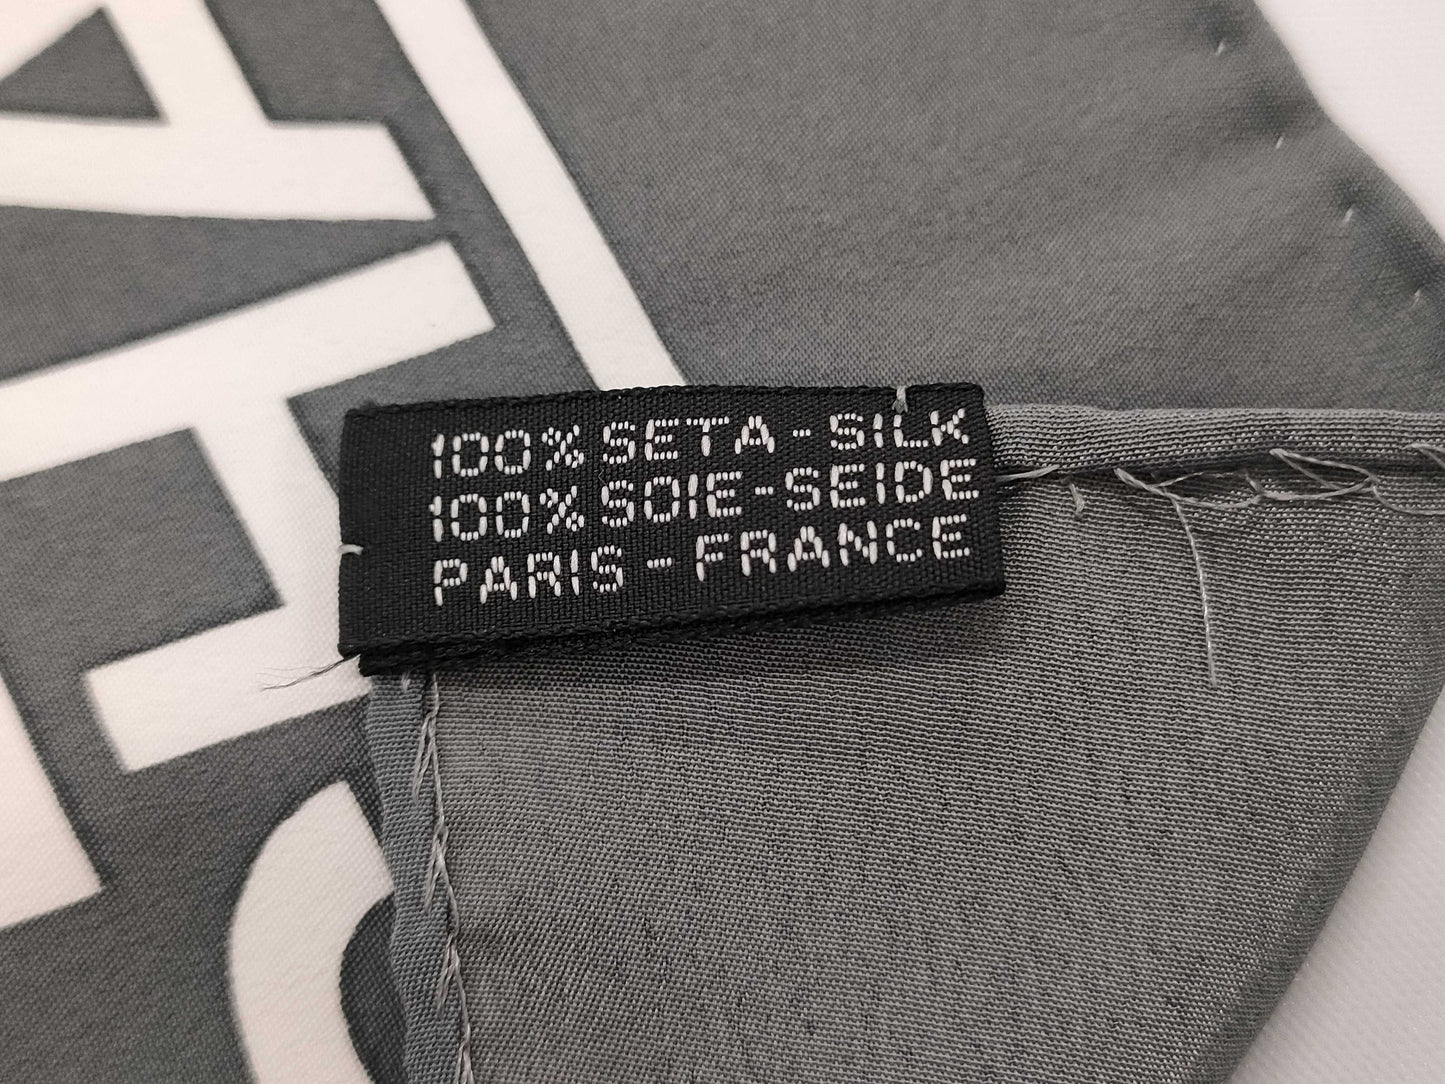 100% SETA - SILK
100% SOIE - SEIDE
PARIS - FRANCE